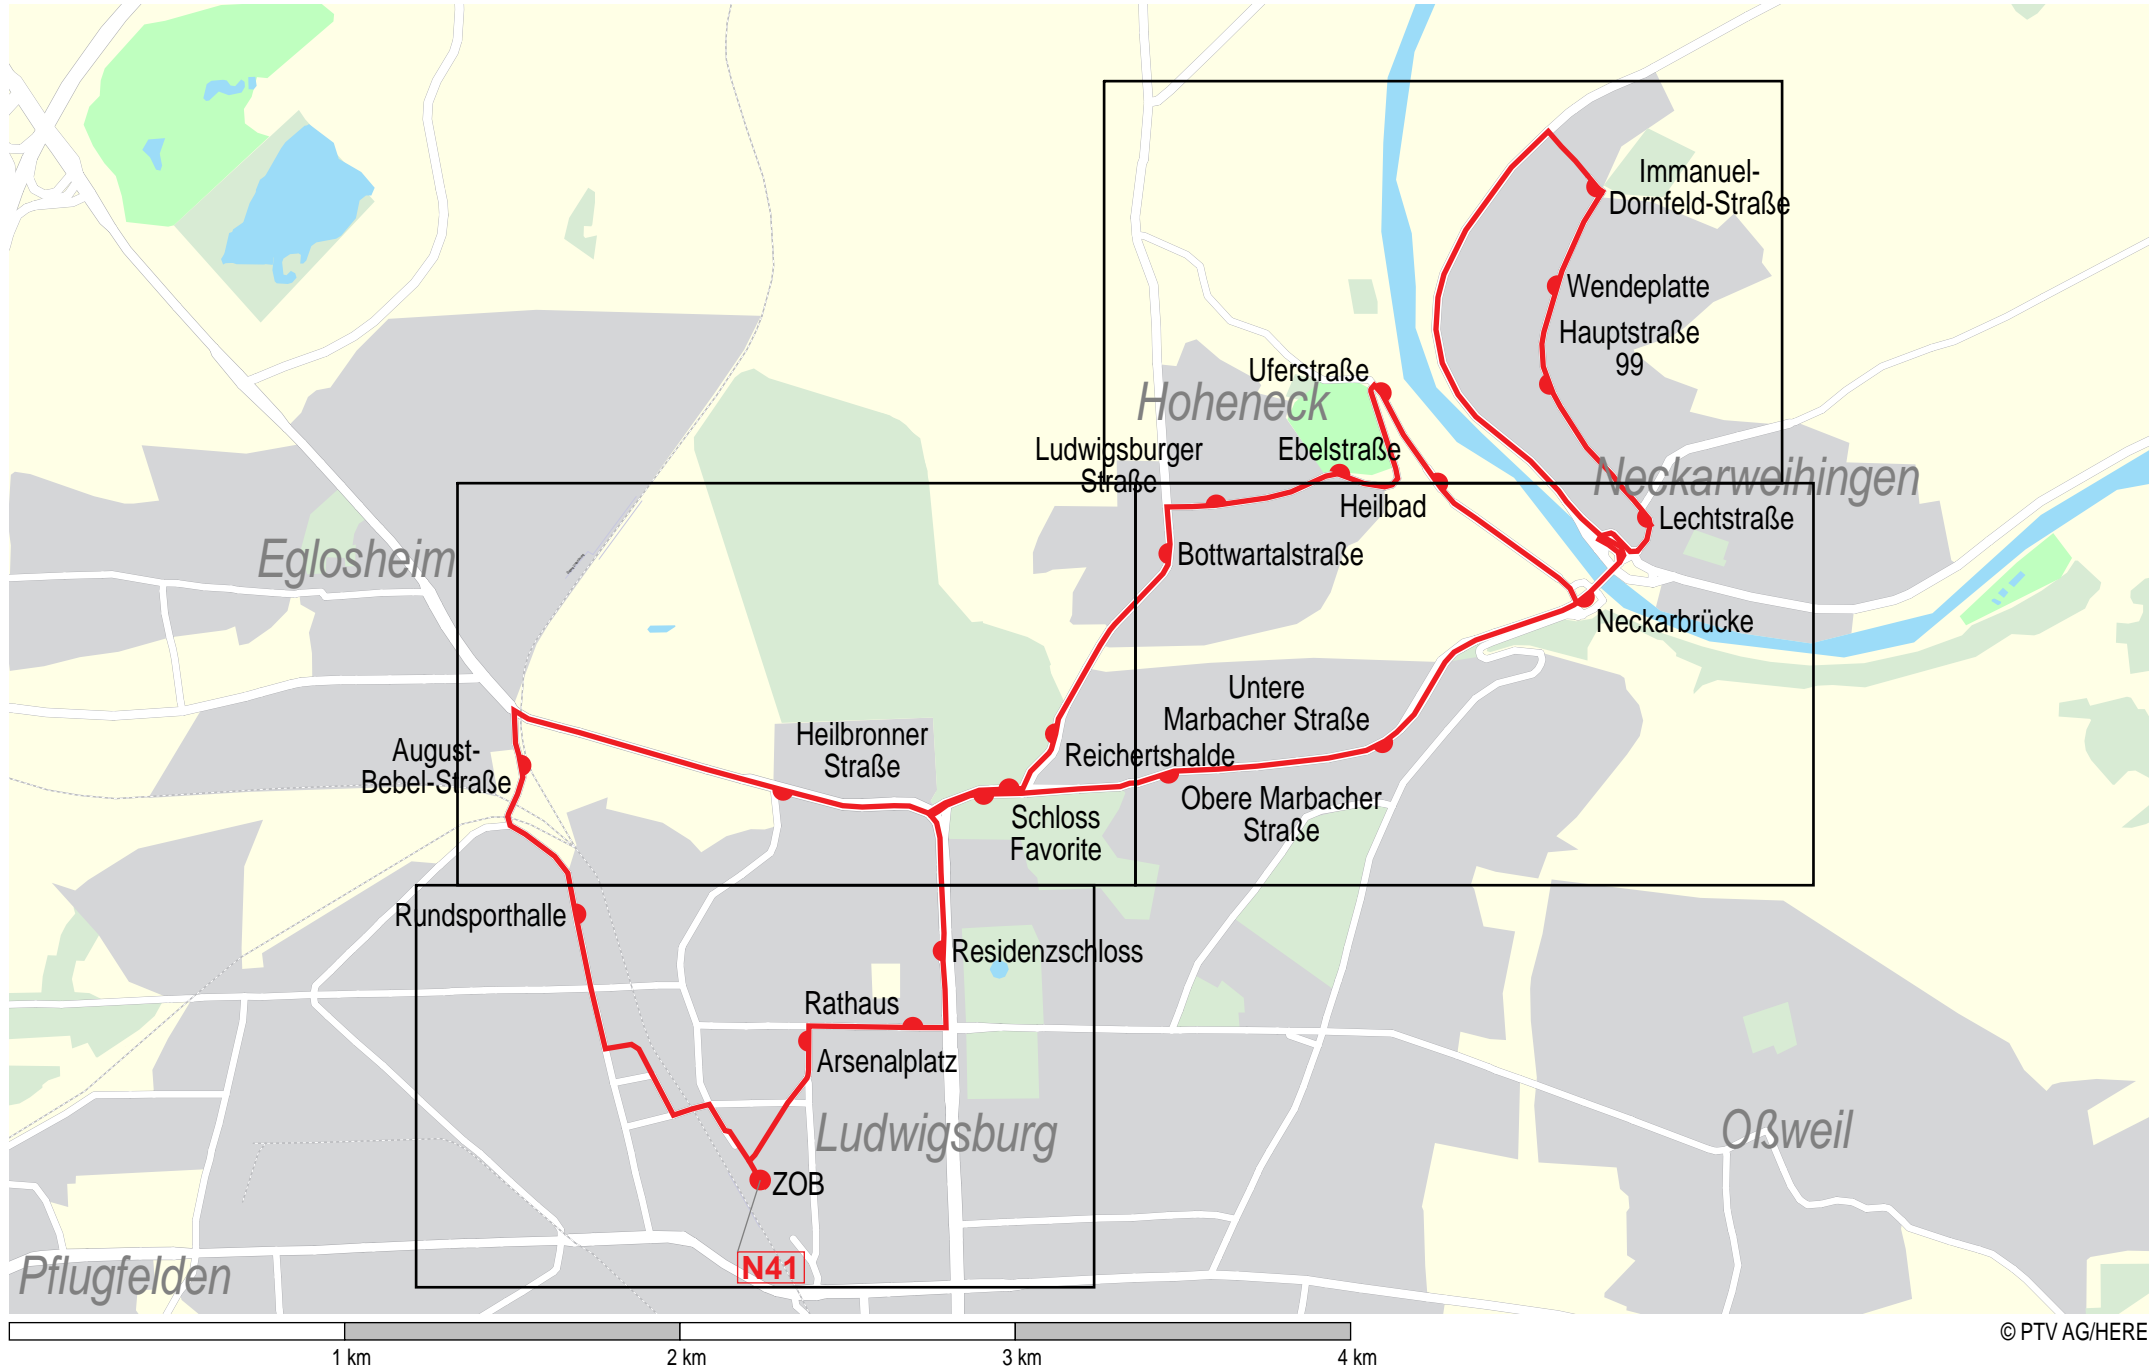 Immanuel-
Dornfeld-Straße
Wendeplatte
Hauptstraße
99
Uferstraße
Hoheneck
Ludwigsburger
Straße
Ebelstraße
Neckarweihingen
Heilbad
Lechtstraße
Eglosheim
Bottwartalstraße
Neckarbrücke
Untere
Marbacher Straße
August-
Bebel-Straße
Heilbronner
Straße
Reichertshalde
Obere Marbacher
Straße
Schloss
Favorite
Rundsporthalle
Residenzschloss
Rathaus
Arsenalplatz
Ludwigsburg
Oßweil
ZOB
N41
Pflugfelden
© PTV AG/HERE
1 km
2 km
3 km
4 km